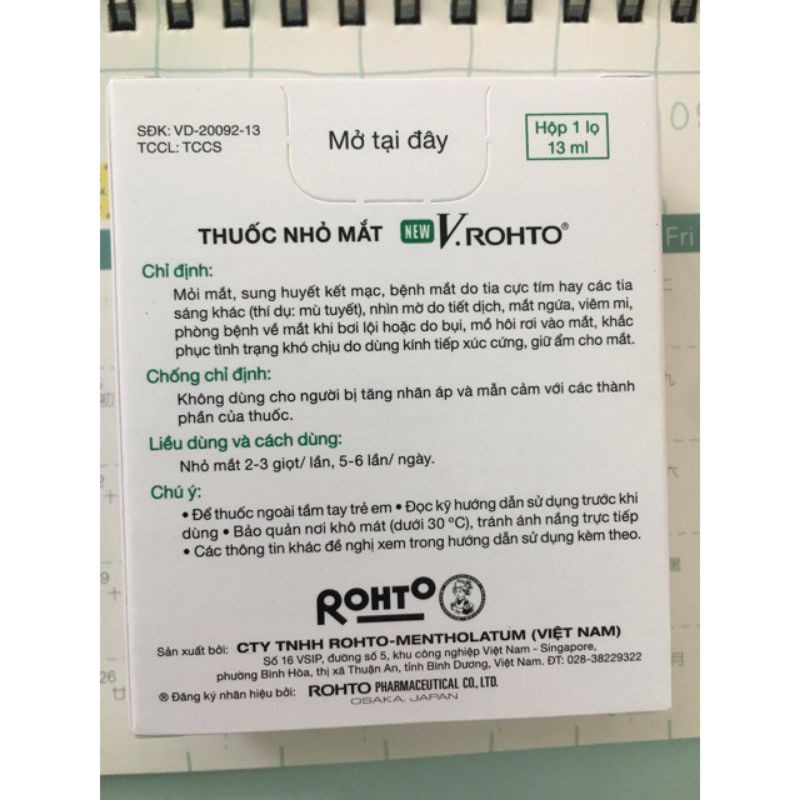 SĐK: VD-20092-13
TCCL: TCCS
Mở tại đây
Hộp 1 lọ
13 ml
THUỐC NHỎ MẮT NEW V.ROHTO®
Chỉ định:
Mỏi mắt, sung huyết kết mạc, bệnh mắt do tia cực tím hay các tia
sáng khác (thí dụ: mù tuyết), nhìn mờ do tiết dịch, mắt ngứa, viêm mi,
phòng bệnh về mắt khi bơi lội hoặc do bụi, mồ hôi rơi vào mắt, khắc
phục tình trạng khó chịu do dùng kính tiếp xúc cứng, giữ ẩm cho mắt.
Chống chỉ định:
Không dùng cho người bị tăng nhãn áp và mẫn cảm với các thành
phần của thuốc.
Liều dùng và cách dùng:
Nhỏ mắt 2-3 giọt/ lần, 5-6 lần/ ngày.
Chú ý:
• Để thuốc ngoài tầm tay trẻ em • Đọc kỹ hướng dẫn sử dụng trước khi
dùng • Bảo quản nơi khô mát (dưới 30 ºC), tránh ánh nắng trực tiếp
• Các thông tin khác đề nghị xem trong hướng dẫn sử dụng kèm theo.
ROHTO
Sản xuất bởi: CTY TNHH ROHTO-MENTHOLATUM (VIỆT NAM)
Số 16 VSIP, đường số 5, khu công nghiệp Việt Nam - Singapore,
phường Bình Hòa, thị xã Thuận An, tỉnh Bình Dương, Việt Nam. ĐT: 028-38229322
® Đăng ký nhãn hiệu bởi: ROHTO PHARMACEUTICAL CO., LTD.
OSAKA, JAPAN
Fri
26